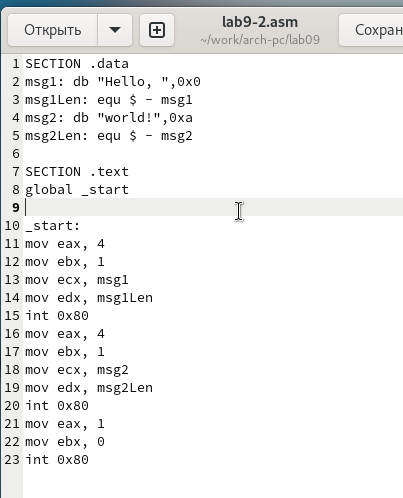 Открыть
lab9-2.asm
~/work/arch-pc/lab09
Сохран
1 SECTION .data
2 msg1: db "Hello, ",0x0
3 msg1Len: equ $ - msg1
4 msg2: db "world!",0xa
5 msg2Len: equ $ - msg2
6
7 SECTION .text
8 global _start
9
10 _start:
11 mov eax, 4
12 mov ebx, 1
13 mov ecx, msg1
14 mov edx, msg1Len
15 int 0x80
16 mov eax, 4
17 mov ebx, 1
18 mov ecx, msg2
19 mov edx, msg2Len
20 int 0x80
21 mov eax, 1
22 mov ebx, 0
23 int 0x80